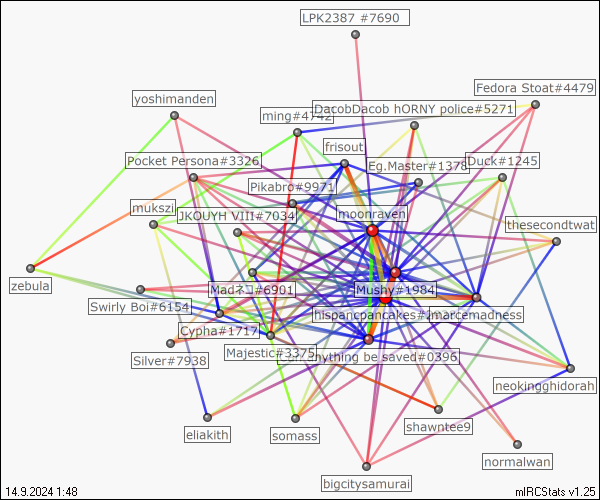 LPK2387 #7690
Fedora Stoat#4479
yoshimanden
DacobDacob hORNY police#5271
ming#4742
frisout
Pocket Persona#3326
Eg.Master#1378
Duck#1245
Pikabro#9971
mukszi
JKOUYH VIII#7034
moonraven
thesecondtwat
zebula
Madネコ#6901
Mushy#1984
Swirly Boi#6154
hispancpancakes#2
marcemadness
Cypha#1717
Silver#7938
Majestic#3375
anything be saved#0396
neokingghidorah
eliakith
somass
shawntee9
normalwan
bigcitysamurai
14.9.2024 1:48
mIRCStats v1.25